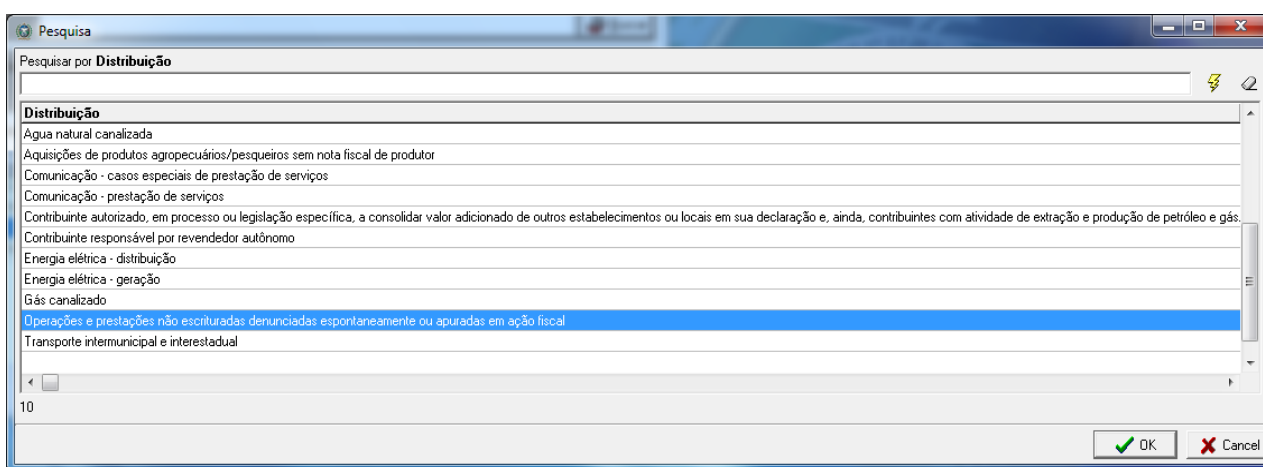 Pesquisa
Pesquisar por Distribuição
Distribuição
Agua natural canalizada
Aquisições de produtos agropecuários/pesqueiros sem nota fiscal de produtor
Comunicação - casos especiais de prestação de serviços
Comunicação - prestação de serviços
Contribuinte autorizado, em processo ou legislação específica, a consolidar valor adicionado de outros estabelecimentos ou locais em sua declaração e, ainda, contribuintes com atividade de extração e produção de petróleo e gás.
Contribuinte responsável por revendedor autônomo
Energia elétrica - distribuição
Energia elétrica - geração
Gás canalizado
Operações e prestações não escrituradas denunciadas espontaneamente ou apuradas em ação fiscal
Transporte intermunicipal e interestadual
10
OK Cancel